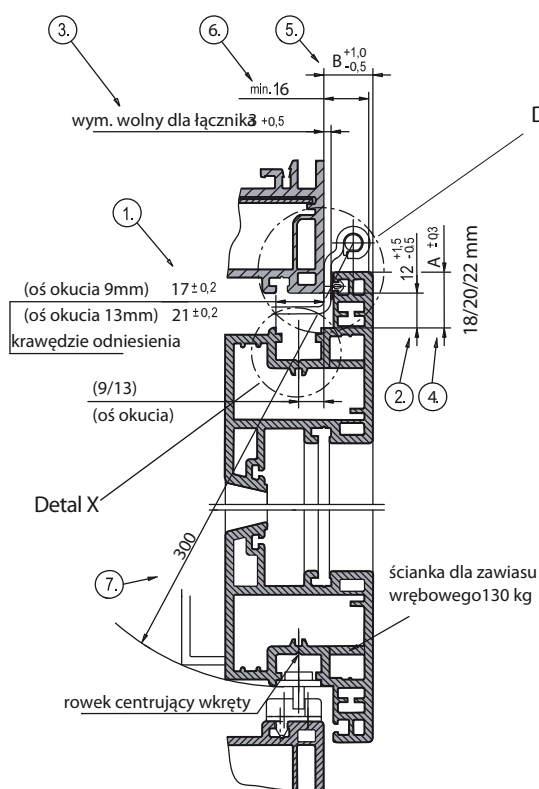 3.
6.
5.
B +1,0 -0,5
min. 16
wym. wolny dla łącznika 3 +0,5
D
1.
(oś okucia 9mm) 17 ±0,2
(oś okucia 13mm) 21 ±0,2
krawędzie odniesienia
12 +1,5 -0.5
A ±0,3
18/20/22 mm
2.
4.
(9/13)
(oś okucia)
Detal X
300
7.
ścianka dla zawiasu
wrębowego130 kg
rowek centrujący wkręty